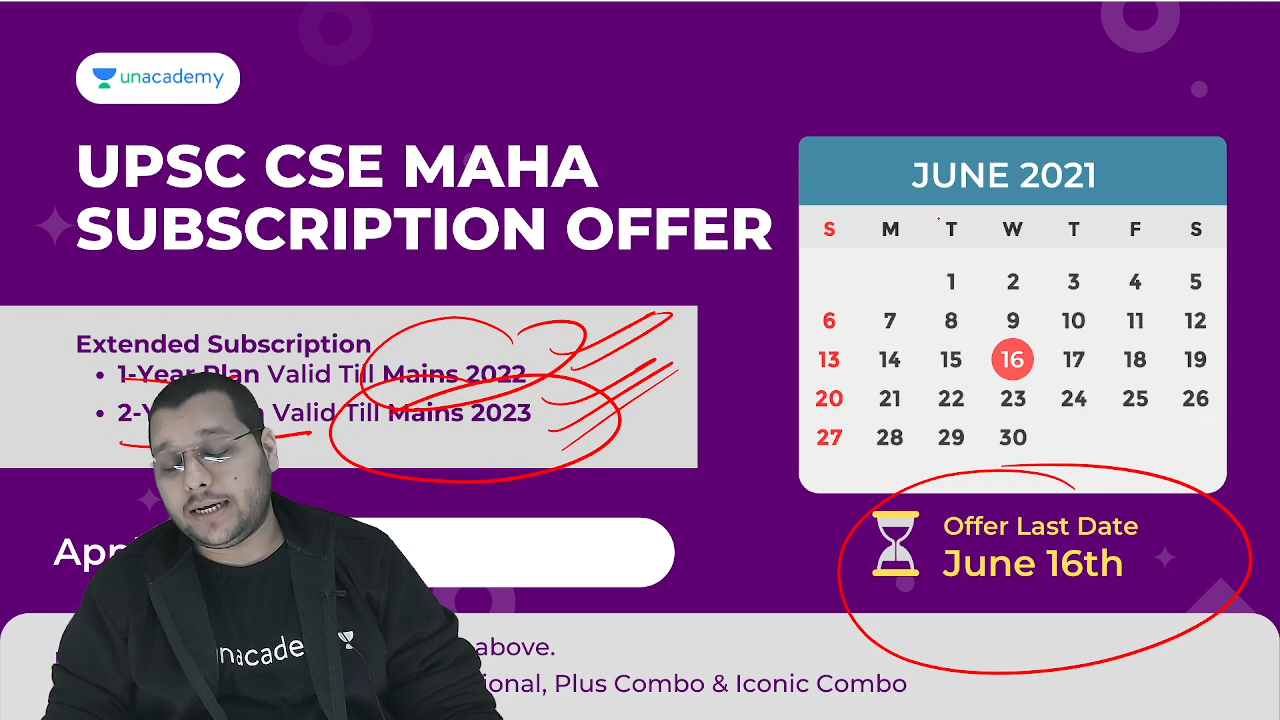 unacademy
UPSC CSE MAHA
SUBSCRIPTION OFFER
Extended Subscription
• 1-Year Plan Valid Till Mains 2022
• Valid Till Mains 2023
JUNE 2021
S M T W T F S
1 2 3 4 5
6 7 8 9 10 11 12
13 14 15 16 17 18 19
20 21 22 23 24 25 26
27 28 29 30
Offer Last Date
June 16th
above.
Plus Combo & Iconic Combo